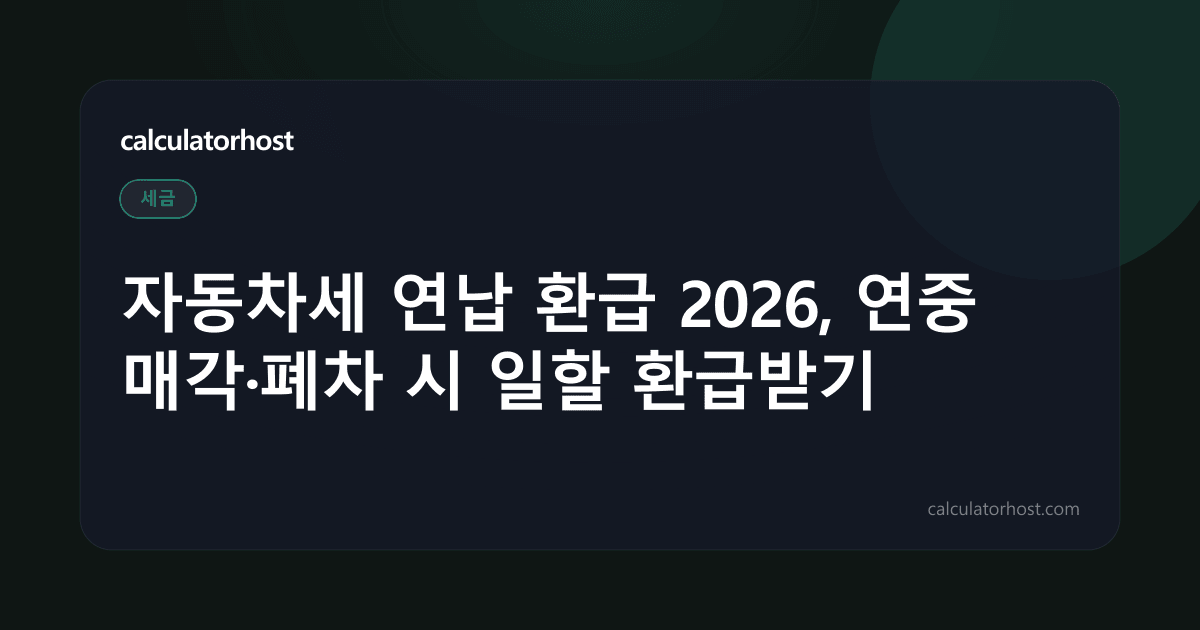 calculatorhost
세금
자동차세 연납 환급 2026, 연중
매각·폐차 시 일할 환급받기
calculatorhost.com